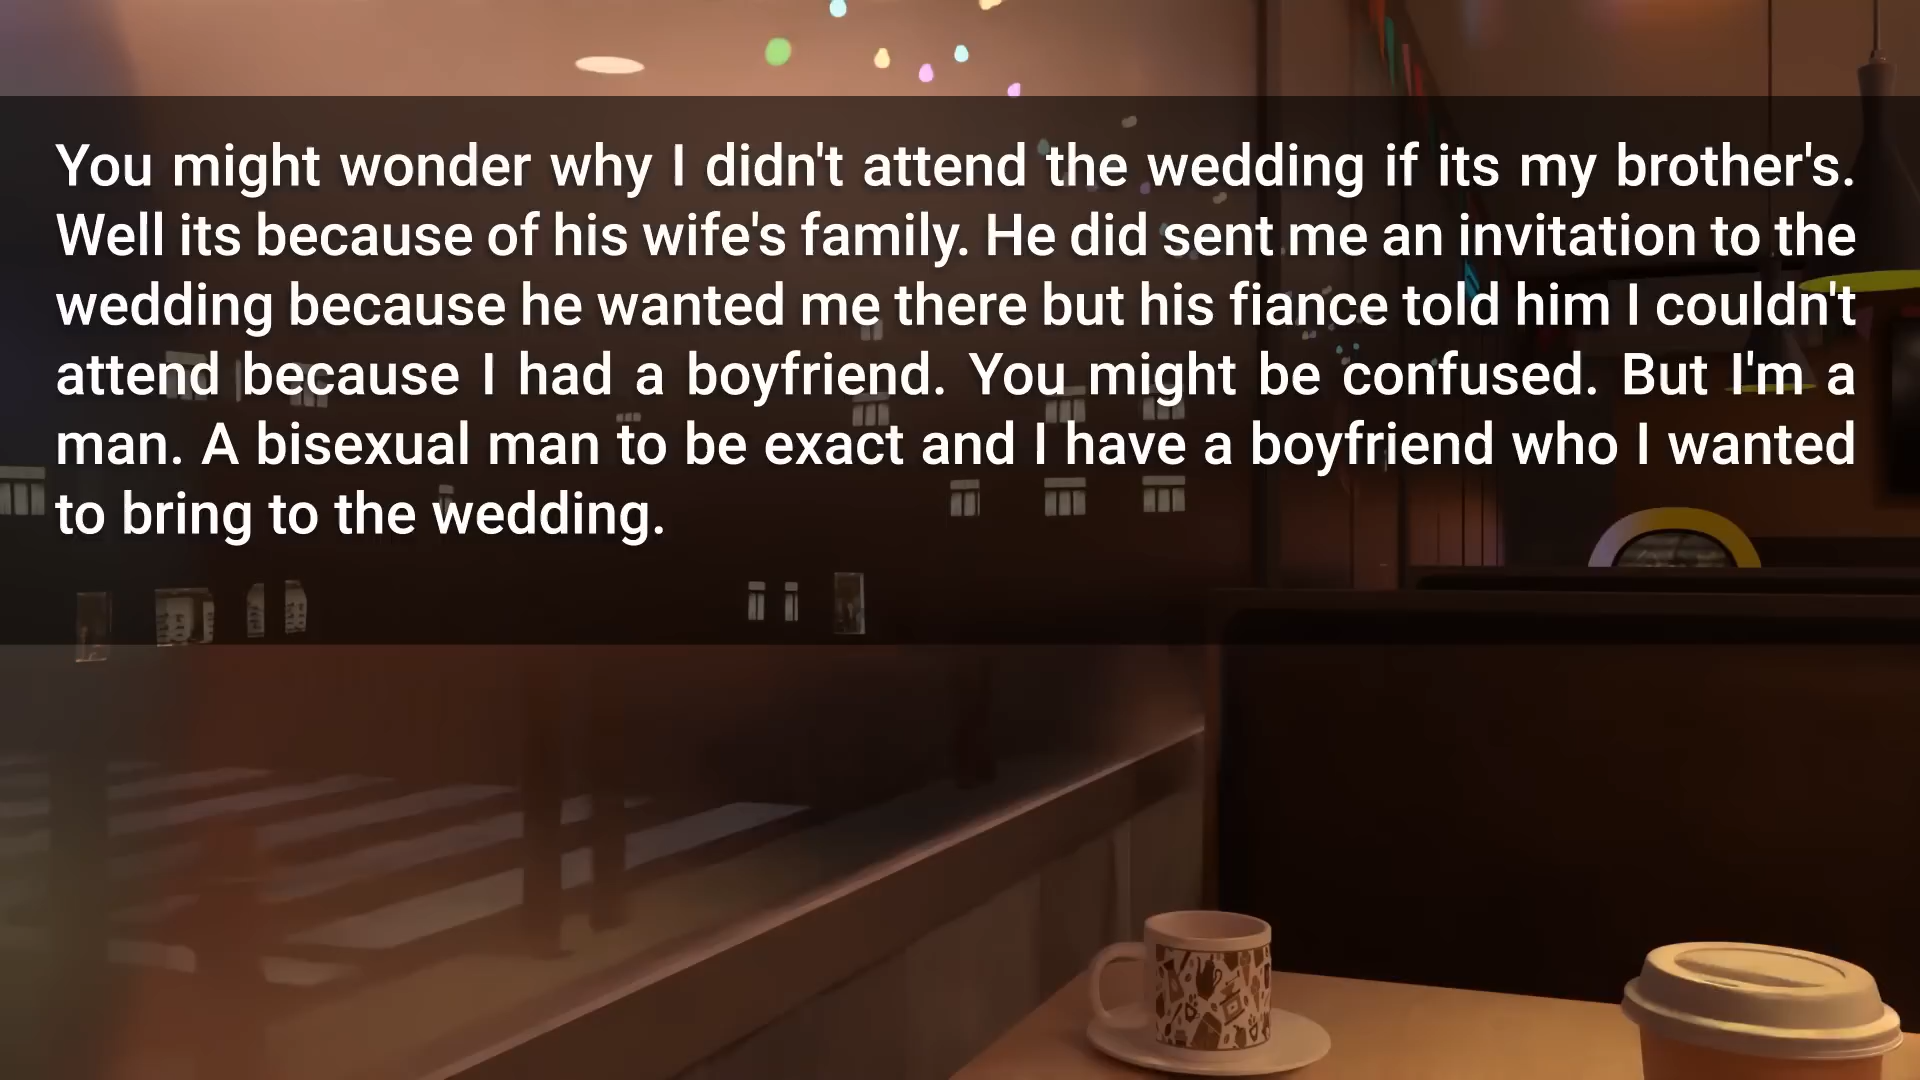 You might wonder why I didn't attend the wedding if its my brother's.
Well its because of his wife's family. He did sent me an invitation to the
wedding because he wanted me there but his fiance told him I couldn't
attend because I had a boyfriend. You might be confused. But I'm a
man. A bisexual man to be exact and I have a boyfriend who I wanted
to bring to the wedding.